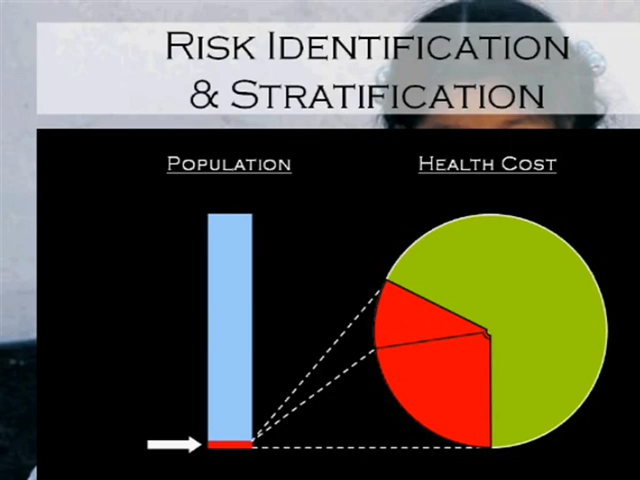 RISK IDENTIFICATION
& STRATIFICATION
POPULATION
HEALTH COST